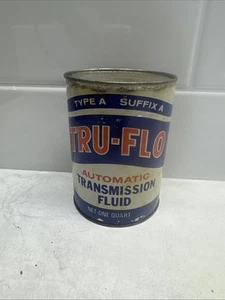 TYPE A SUFFIX A
TRU-FLO
AUTOMATIC
TRANSMISSION
FLUID
NET ONE QUART